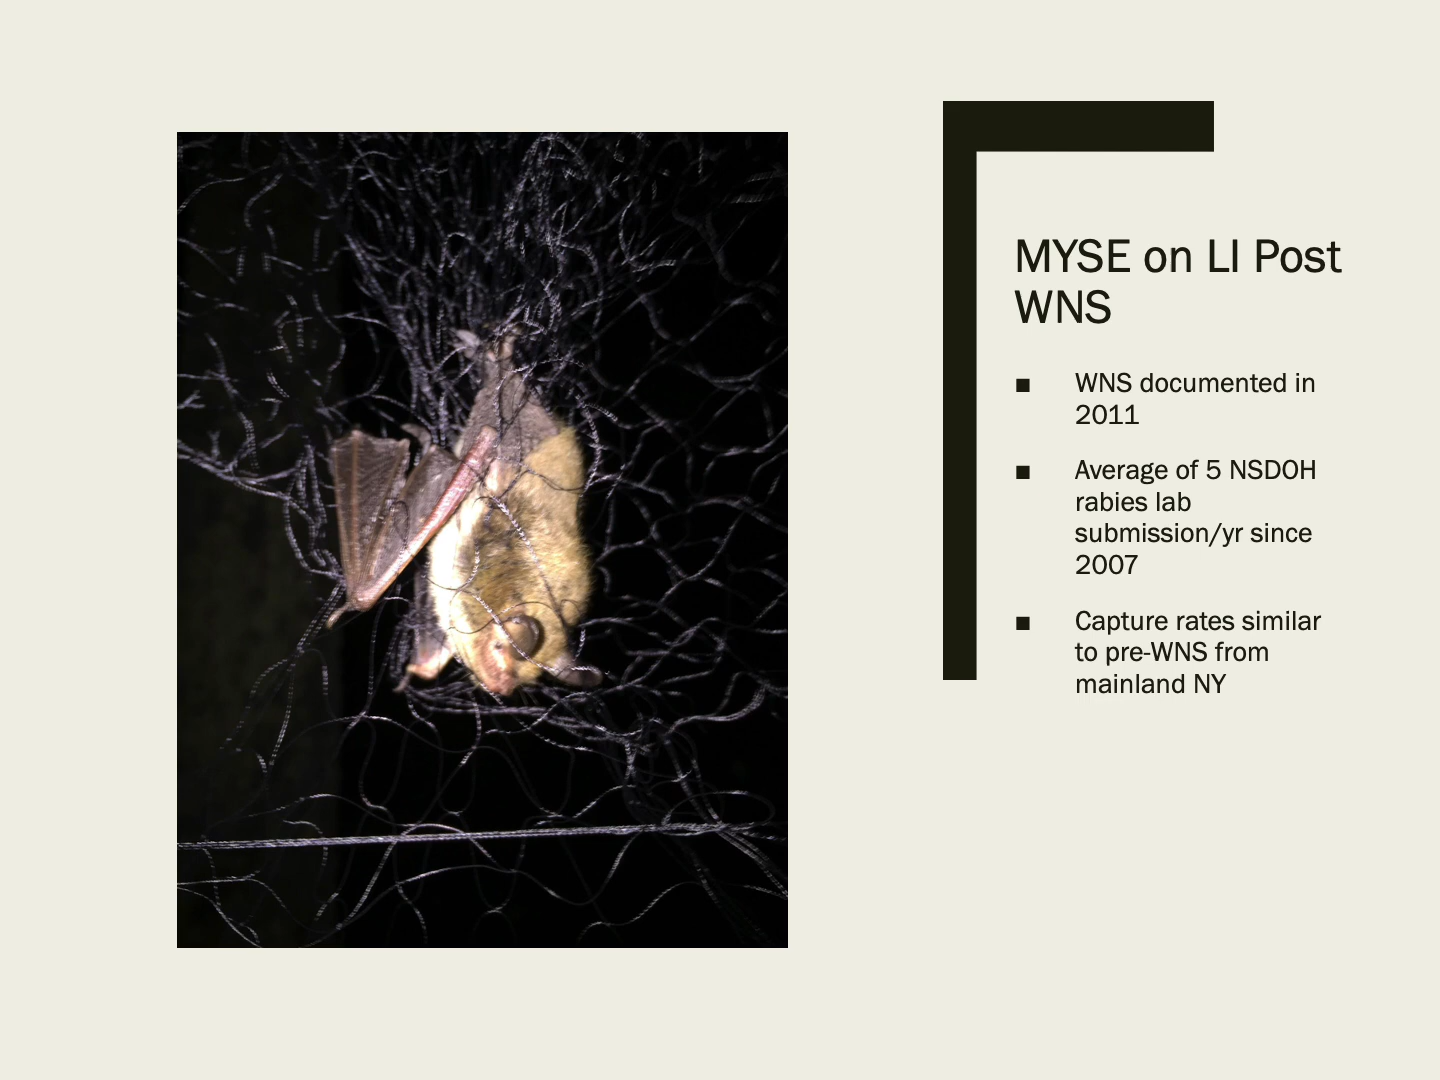 MYSE on LI Post
WNS
■ WNS documented in
2011
■ Average of 5 NSDOH
rabies lab
submission/yr since
2007
■ Capture rates similar
to pre-WNS from
mainland NY